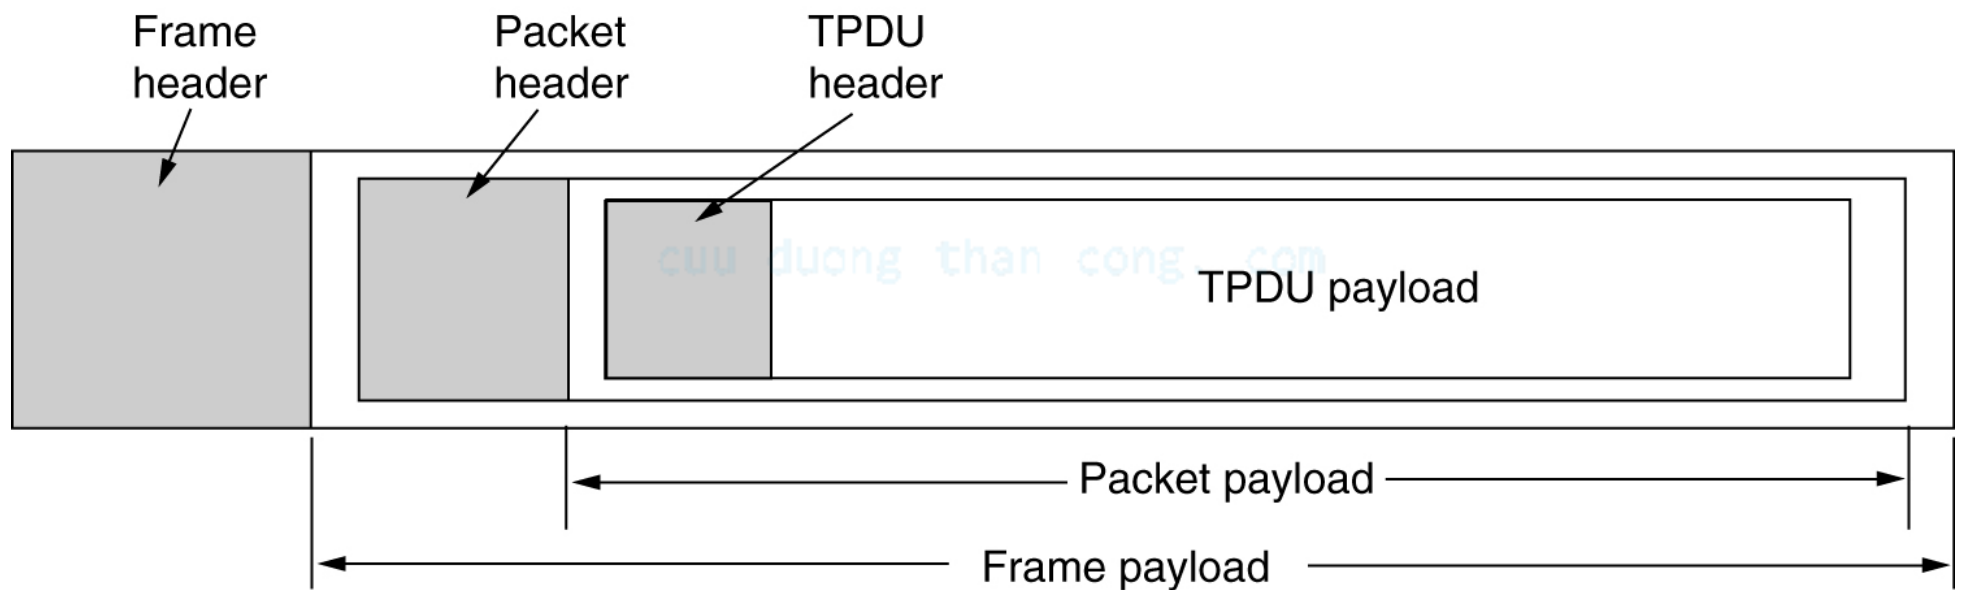 Frame
header
Packet
header
TPDU
header
cuu duong than cong. com
TPDU payload
Packet payload
Frame payload